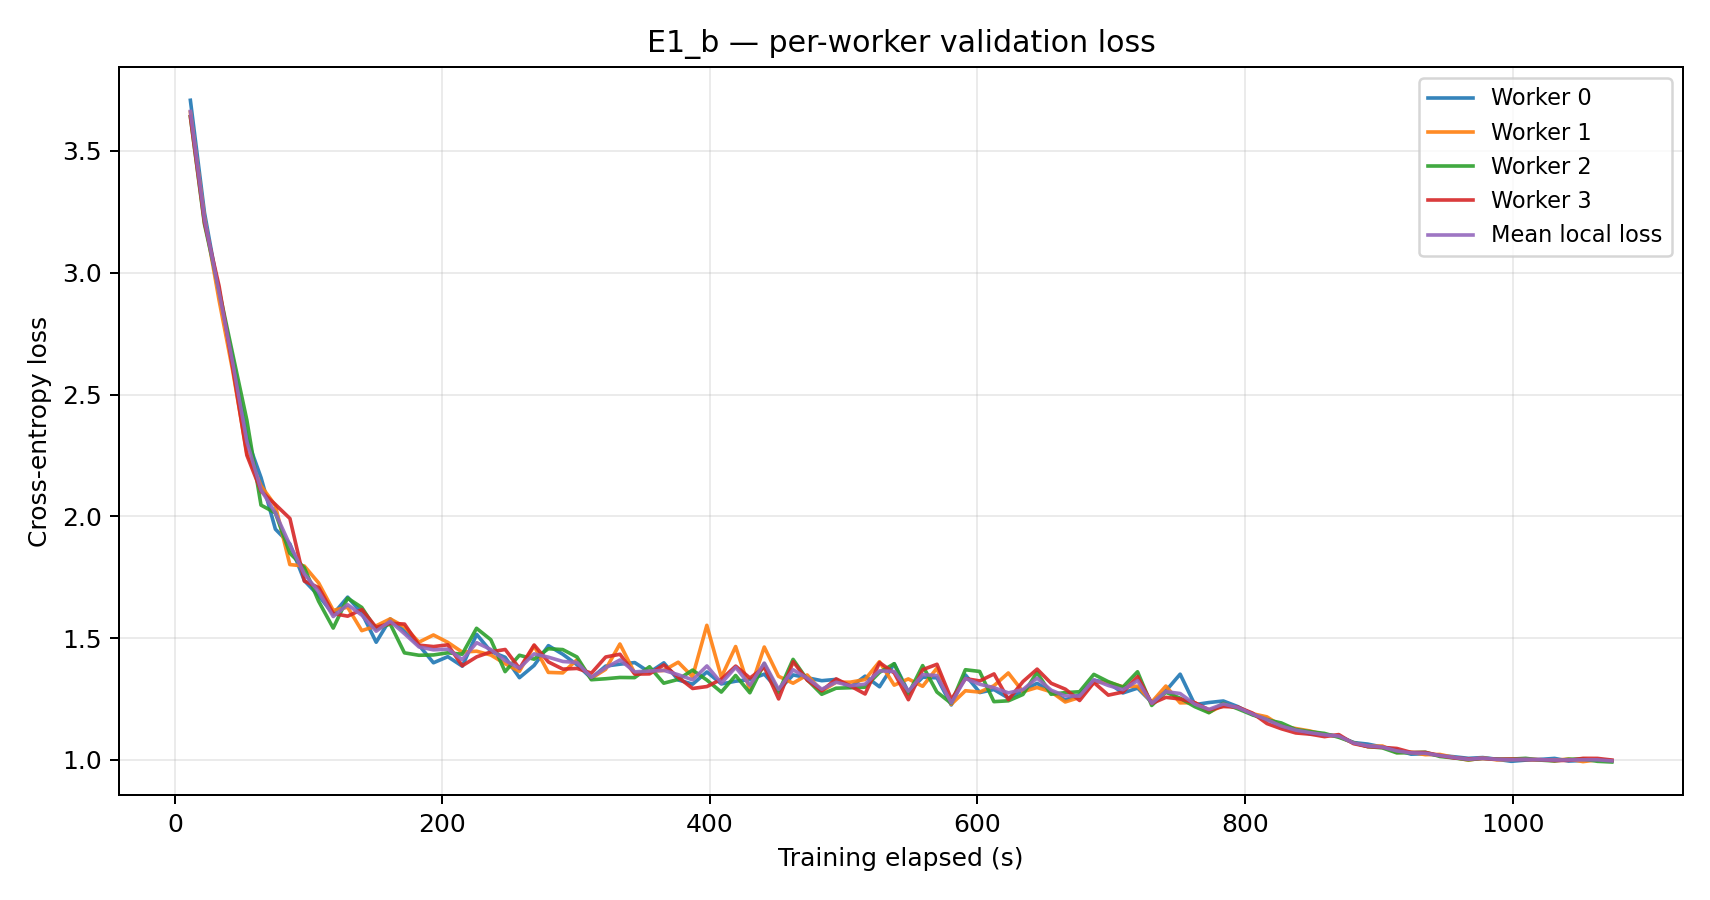 E1_b — per-worker validation loss
Worker 0
Worker 1
Worker 2
Worker 3
Mean local loss
Cross-entropy loss
3.5
3.0
2.5
2.0
1.5
1.0
0
200
400
600
800
1000
Training elapsed (s)